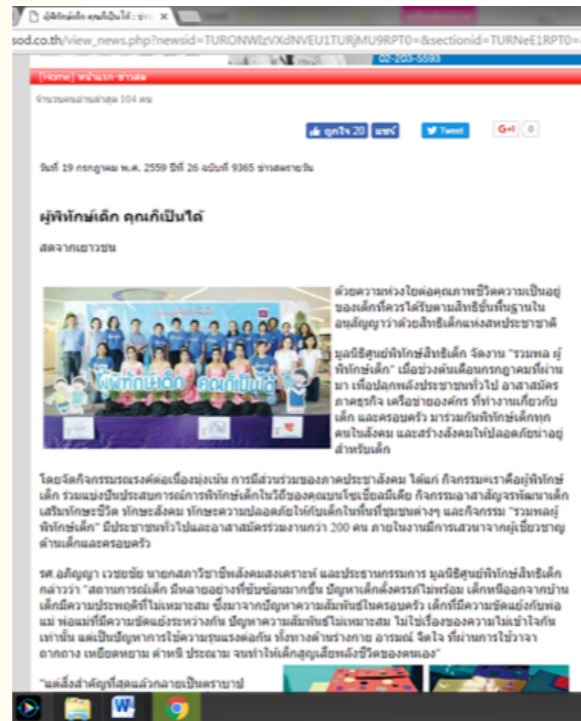 ผู้พิทักษ์เด็ก คุณก็เป็นได้ : ข่าว
sod.co.th/view_news.php?newsid=TURONWIzVXdNVEU1TURjMU9RPT0=&sectionid=TURNeE1RPT0=
02-203-5593
[Home] หน้าแรก-ข่าวสด
จำนวนคนอ่านล่าสุด 104 คน
ถูกใจ 20 แชร์ Tweet G+1 0
วันที่ 19 กรกฎาคม พ.ศ. 2559 ปีที่ 26 ฉบับที่ 9365 ข่าวสดรายวัน
ผู้พิทักษ์เด็ก คุณก็เป็นได้
สดจากเยาวชน
ผู้พิทักษ์เด็ก คุณก็เป็นได้
ด้วยความห่วงใยต่อคุณภาพชีวิตความเป็นอยู่
ของเด็กที่ควรได้รับตามสิทธิขั้นพื้นฐานใน
อนุสัญญาว่าด้วยสิทธิเด็กแห่งสหประชาชาติ
มูลนิธิศูนย์พิทักษ์สิทธิเด็ก จัดงาน "รวมพล ผู้
พิทักษ์เด็ก" เมื่อช่วงต้นเดือนกรกฎาคมที่ผ่าน
มา เพื่อปลุกพลังประชาชนทั่วไป อาสาสมัคร
ภาคธุรกิจ เครือข่ายองค์กร ที่ทำงานเกี่ยวกับ
เด็ก และครอบครัว มาร่วมกันพิทักษ์เด็กทุก
คนในสังคม และสร้างสังคมให้ปลอดภัยน่าอยู่
สำหรับเด็ก
โดยจัดกิจกรรมรณรงค์ต่อเนื่องมุ่งเน้น การมีส่วนร่วมของภาคประชาสังคม ได้แก่ กิจกรรม#เราคือผู้พิทักษ์
เด็ก ร่วมแบ่งปันประสบการณ์การพิทักษ์เด็กในวิถีของคุณบนโซเชียลมีเดีย กิจกรรมอาสาสัญจรพัฒนาเด็ก
เสริมทักษะชีวิต ทักษะสังคม ทักษะความปลอดภัยให้กับเด็กในพื้นที่ชุมชนต่างๆ และกิจกรรม "รวมพลผู้
พิทักษ์เด็ก" มีประชาชนทั่วไปและอาสาสมัครร่วมงานกว่า 200 คน ภายในงานมีการเสวนาจากผู้เชี่ยวชาญ
ด้านเด็กและครอบครัว
รศ.อภิญญา เวชยชัย นายกสภาวิชาชีพสังคมสงเคราะห์ และประธานกรรมการ มูลนิธิศูนย์พิทักษ์สิทธิเด็ก
กล่าวว่า "สถานการณ์เด็ก มีหลายอย่างที่ซับซ้อนมากขึ้น ปัญหาเด็กตั้งครรภ์ไม่พร้อม เด็กหนีออกจากบ้าน
เด็กมีความประพฤติที่ไม่เหมาะสม ซึ่งมาจากปัญหาความสัมพันธ์ในครอบครัว เด็กที่มีความขัดแย้งกับพ่อ
แม่ พ่อแม่ที่มีความขัดแย้งระหว่างกัน ปัญหาความสัมพันธ์ไม่เหมาะสม ไม่ใช่เรื่องของความไม่เข้าใจกัน
เท่านั้น แต่เป็นปัญหาการใช้ความรุนแรงต่อกัน ทั้งทางด้านร่างกาย อารมณ์ จิตใจ ที่ผ่านการใช้วาจา
ถากถาง เหยียดหยาม ตำหนิ ประณาม จนทำให้เด็กสูญเสียพลังชีวิตของตนเอง"
"แต่สิ่งสำคัญที่สุดแล้วกลายเป็นตราบาป